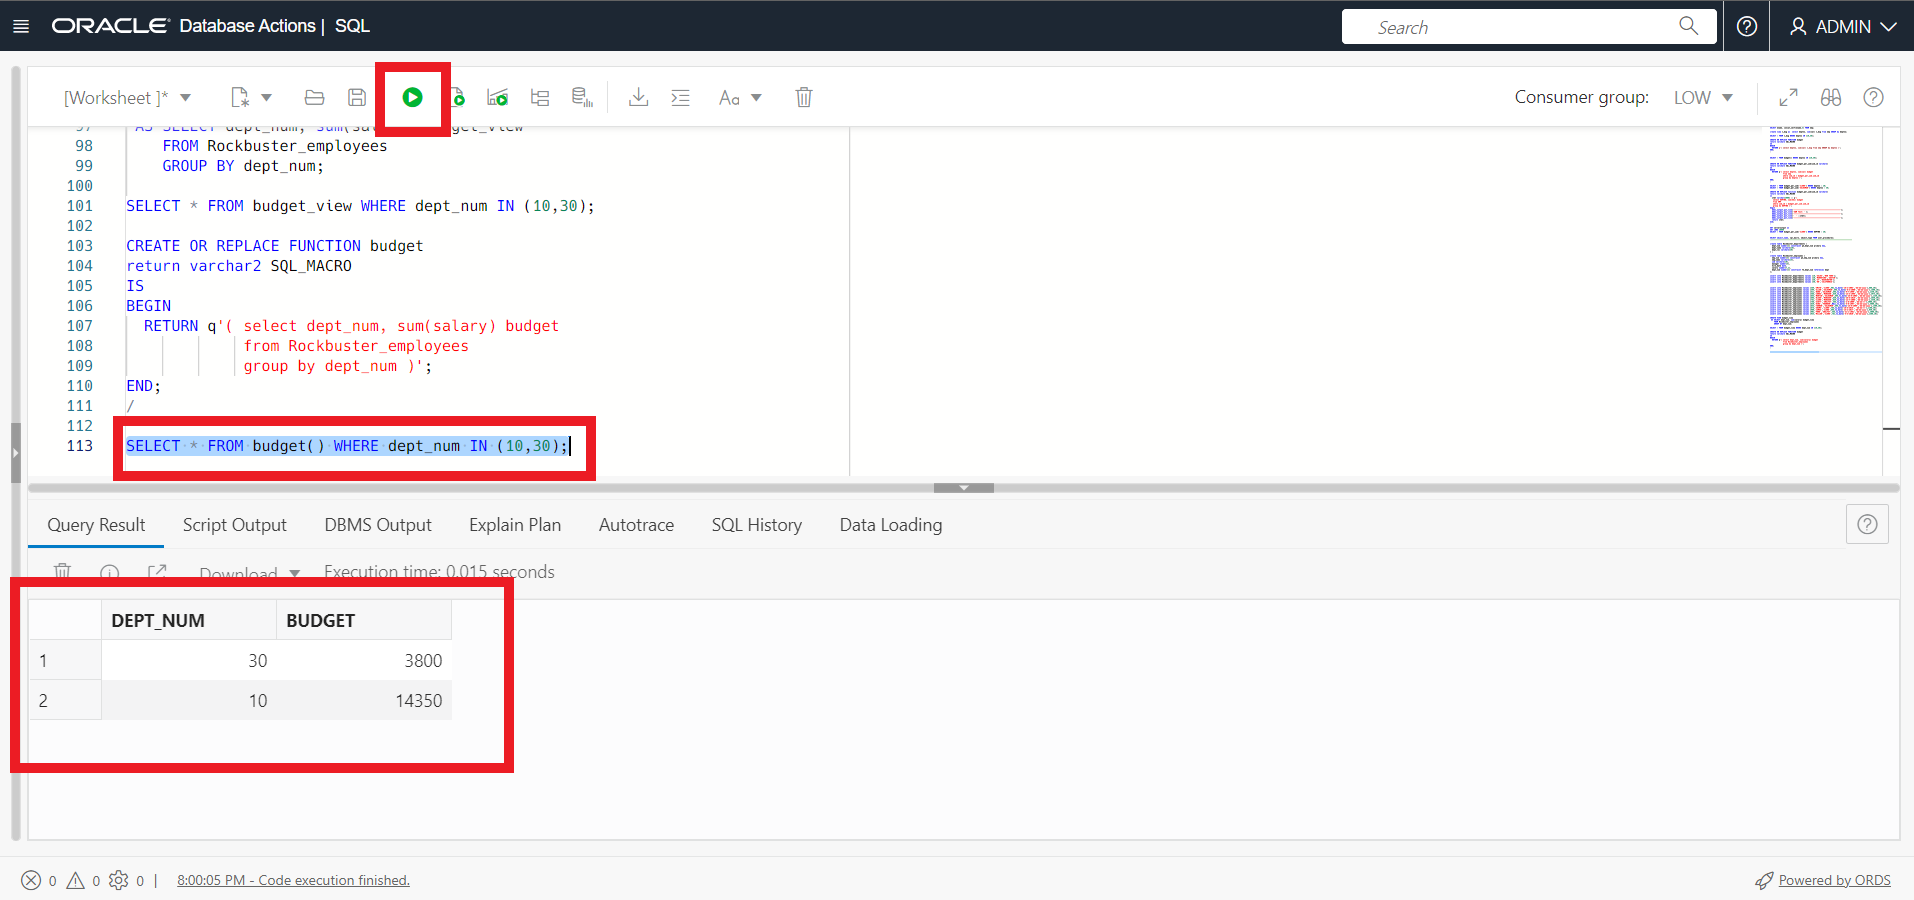 ORACLE Database Actions | SQL
Search
ADMIN
[Worksheet ]*
Aa
Consumer group: LOW
97 AS SELECT dept_num, sum(sal
98 FROM Rockbuster_employees
99 GROUP BY dept_num;
100
101 SELECT * FROM budget_view WHERE dept_num IN (10,30);
102
103 CREATE OR REPLACE FUNCTION budget
104 return varchar2 SQL_MACRO
105 IS
106 BEGIN
107 RETURN q'( select dept_num, sum(salary) budget
108 from Rockbuster_employees
109 group by dept_num )';
110 END;
111 /
112
113 SELECT * FROM budget() WHERE dept_num IN (10,30);
Query Result Script Output DBMS Output Explain Plan Autotrace SQL History Data Loading
Download Execution time: 0.015 seconds
DEPT_NUM BUDGET
1 30 3800
2 10 14350
0 0 0 | 8:00:05 PM - Code execution finished.
Powered by ORDS